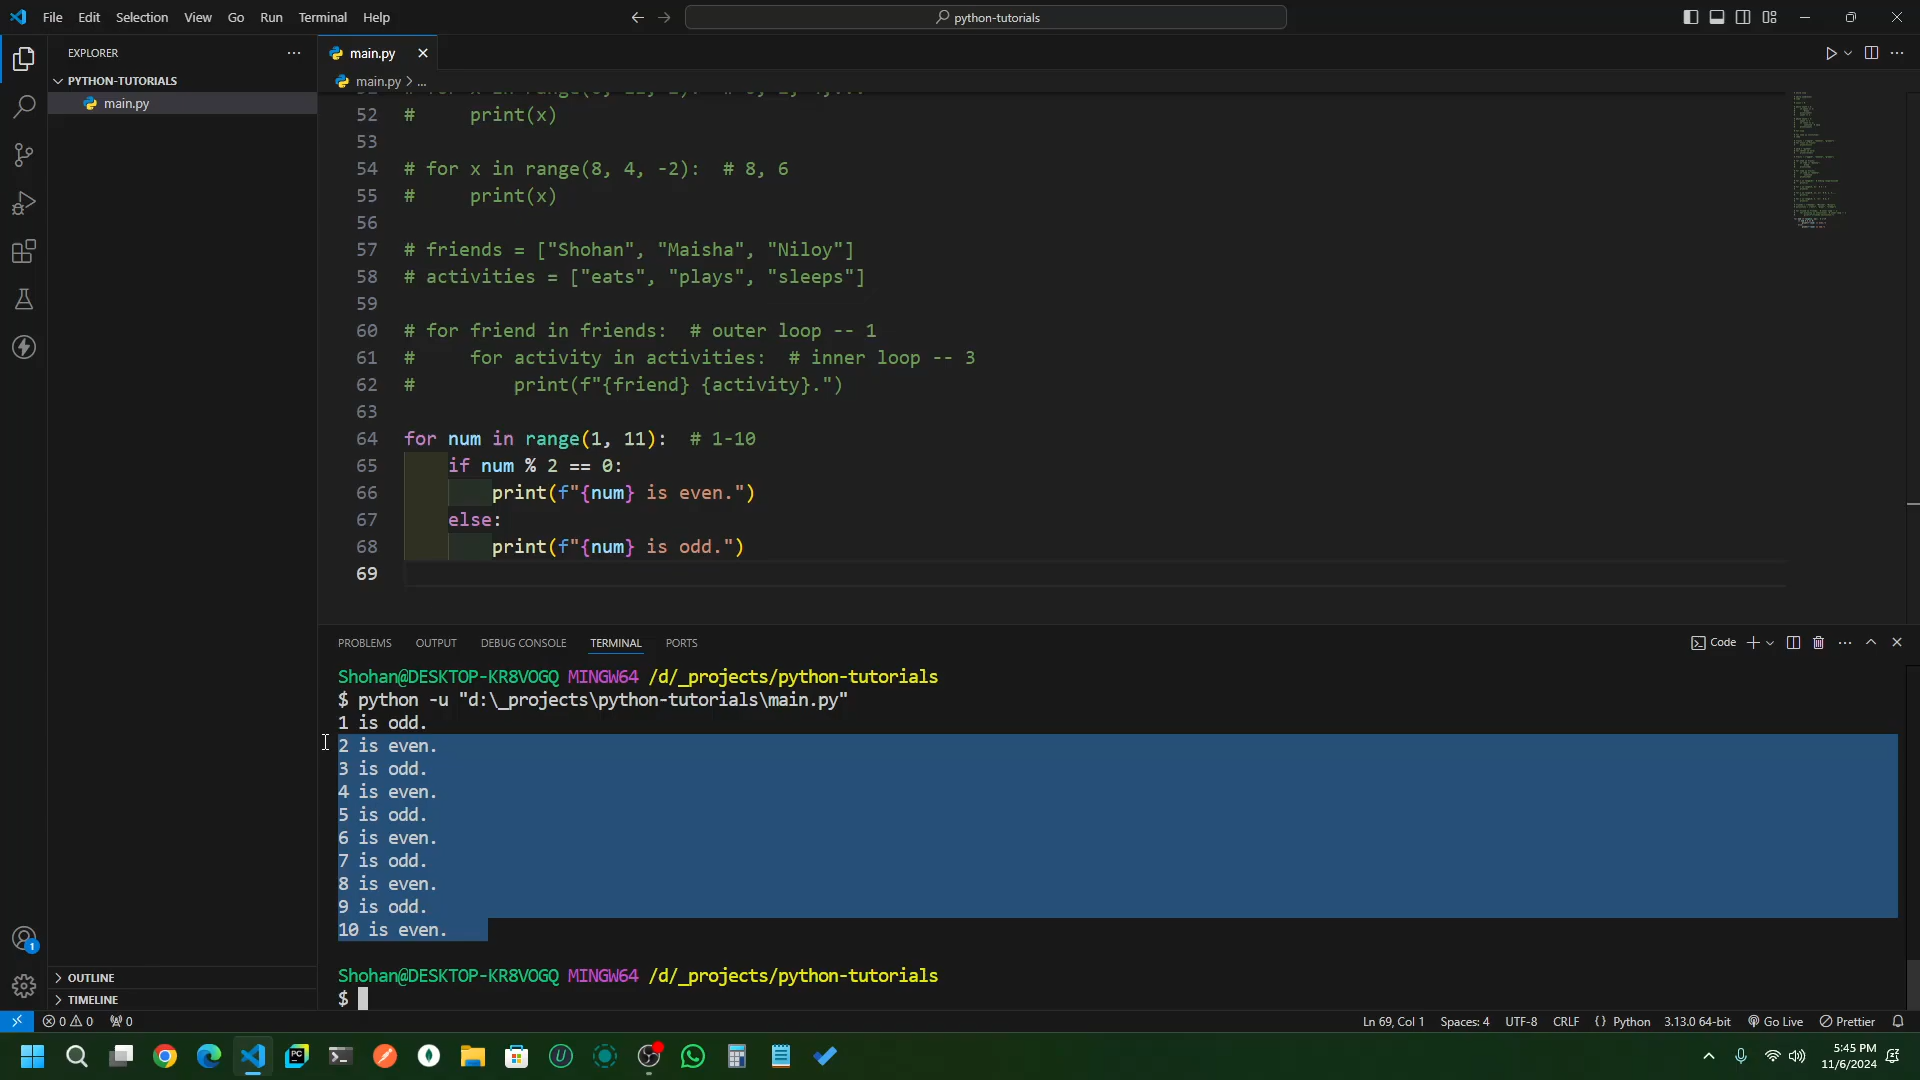 File Edit Selection View Go Run Terminal Help
python-tutorials
EXPLORER
PYTHON-TUTORIALS
main.py
OUTLINE
TIMELINE
main.py
main.py > ...
52 #     print(x)
53
54 # for x in range(8, 4, -2):  # 8, 6
55 #     print(x)
56
57 # friends = ["Shohan", "Maisha", "Niloy"]
58 # activities = ["eats", "plays", "sleeps"]
59
60 # for friend in friends:  # outer loop -- 1
61 #     for activity in activities:  # inner loop -- 3
62 #         print(f"{friend} {activity}.")
63
64 for num in range(1, 11):  # 1-10
65     if num % 2 == 0:
66         print(f"{num} is even.")
67     else:
68         print(f"{num} is odd.")
69
PROBLEMS OUTPUT DEBUG CONSOLE TERMINAL PORTS
Code
Shohan@DESKTOP-KR8VOGQ MINGW64 /d/_projects/python-tutorials
$ python -u "d:\_projects\python-tutorials\main.py"
1 is odd.
2 is even.
3 is odd.
4 is even.
5 is odd.
6 is even.
7 is odd.
8 is even.
9 is odd.
10 is even.
Shohan@DESKTOP-KR8VOGQ MINGW64 /d/_projects/python-tutorials
$
0 0 0
Ln 69, Col 1 Spaces: 4 UTF-8 CRLF {} Python 3.13.0 64-bit Go Live Prettier
1
PC
5:45 PM
11/6/2024